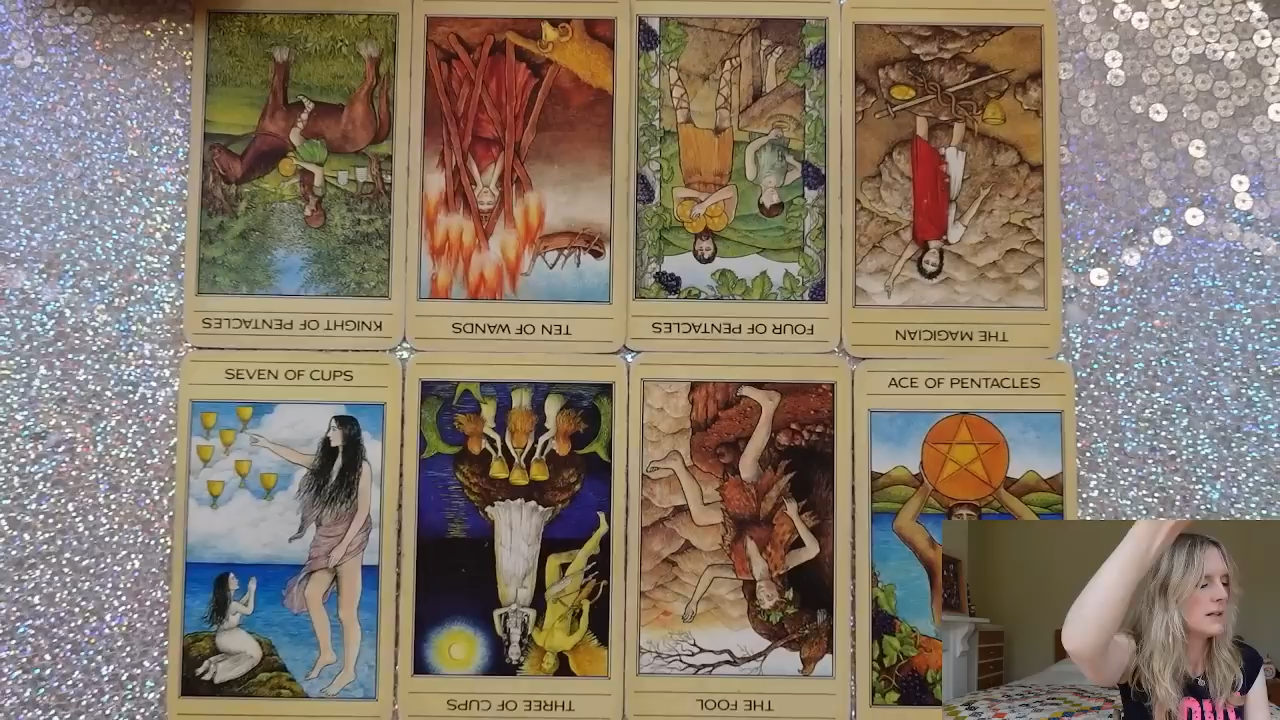 KNIGHT OF PENTACLES
TEN OF WANDS
FOUR OF PENTACLES
THE MAGICIAN
SEVEN OF CUPS
THREE OF CUPS
THE FOOL
ACE OF PENTACLES